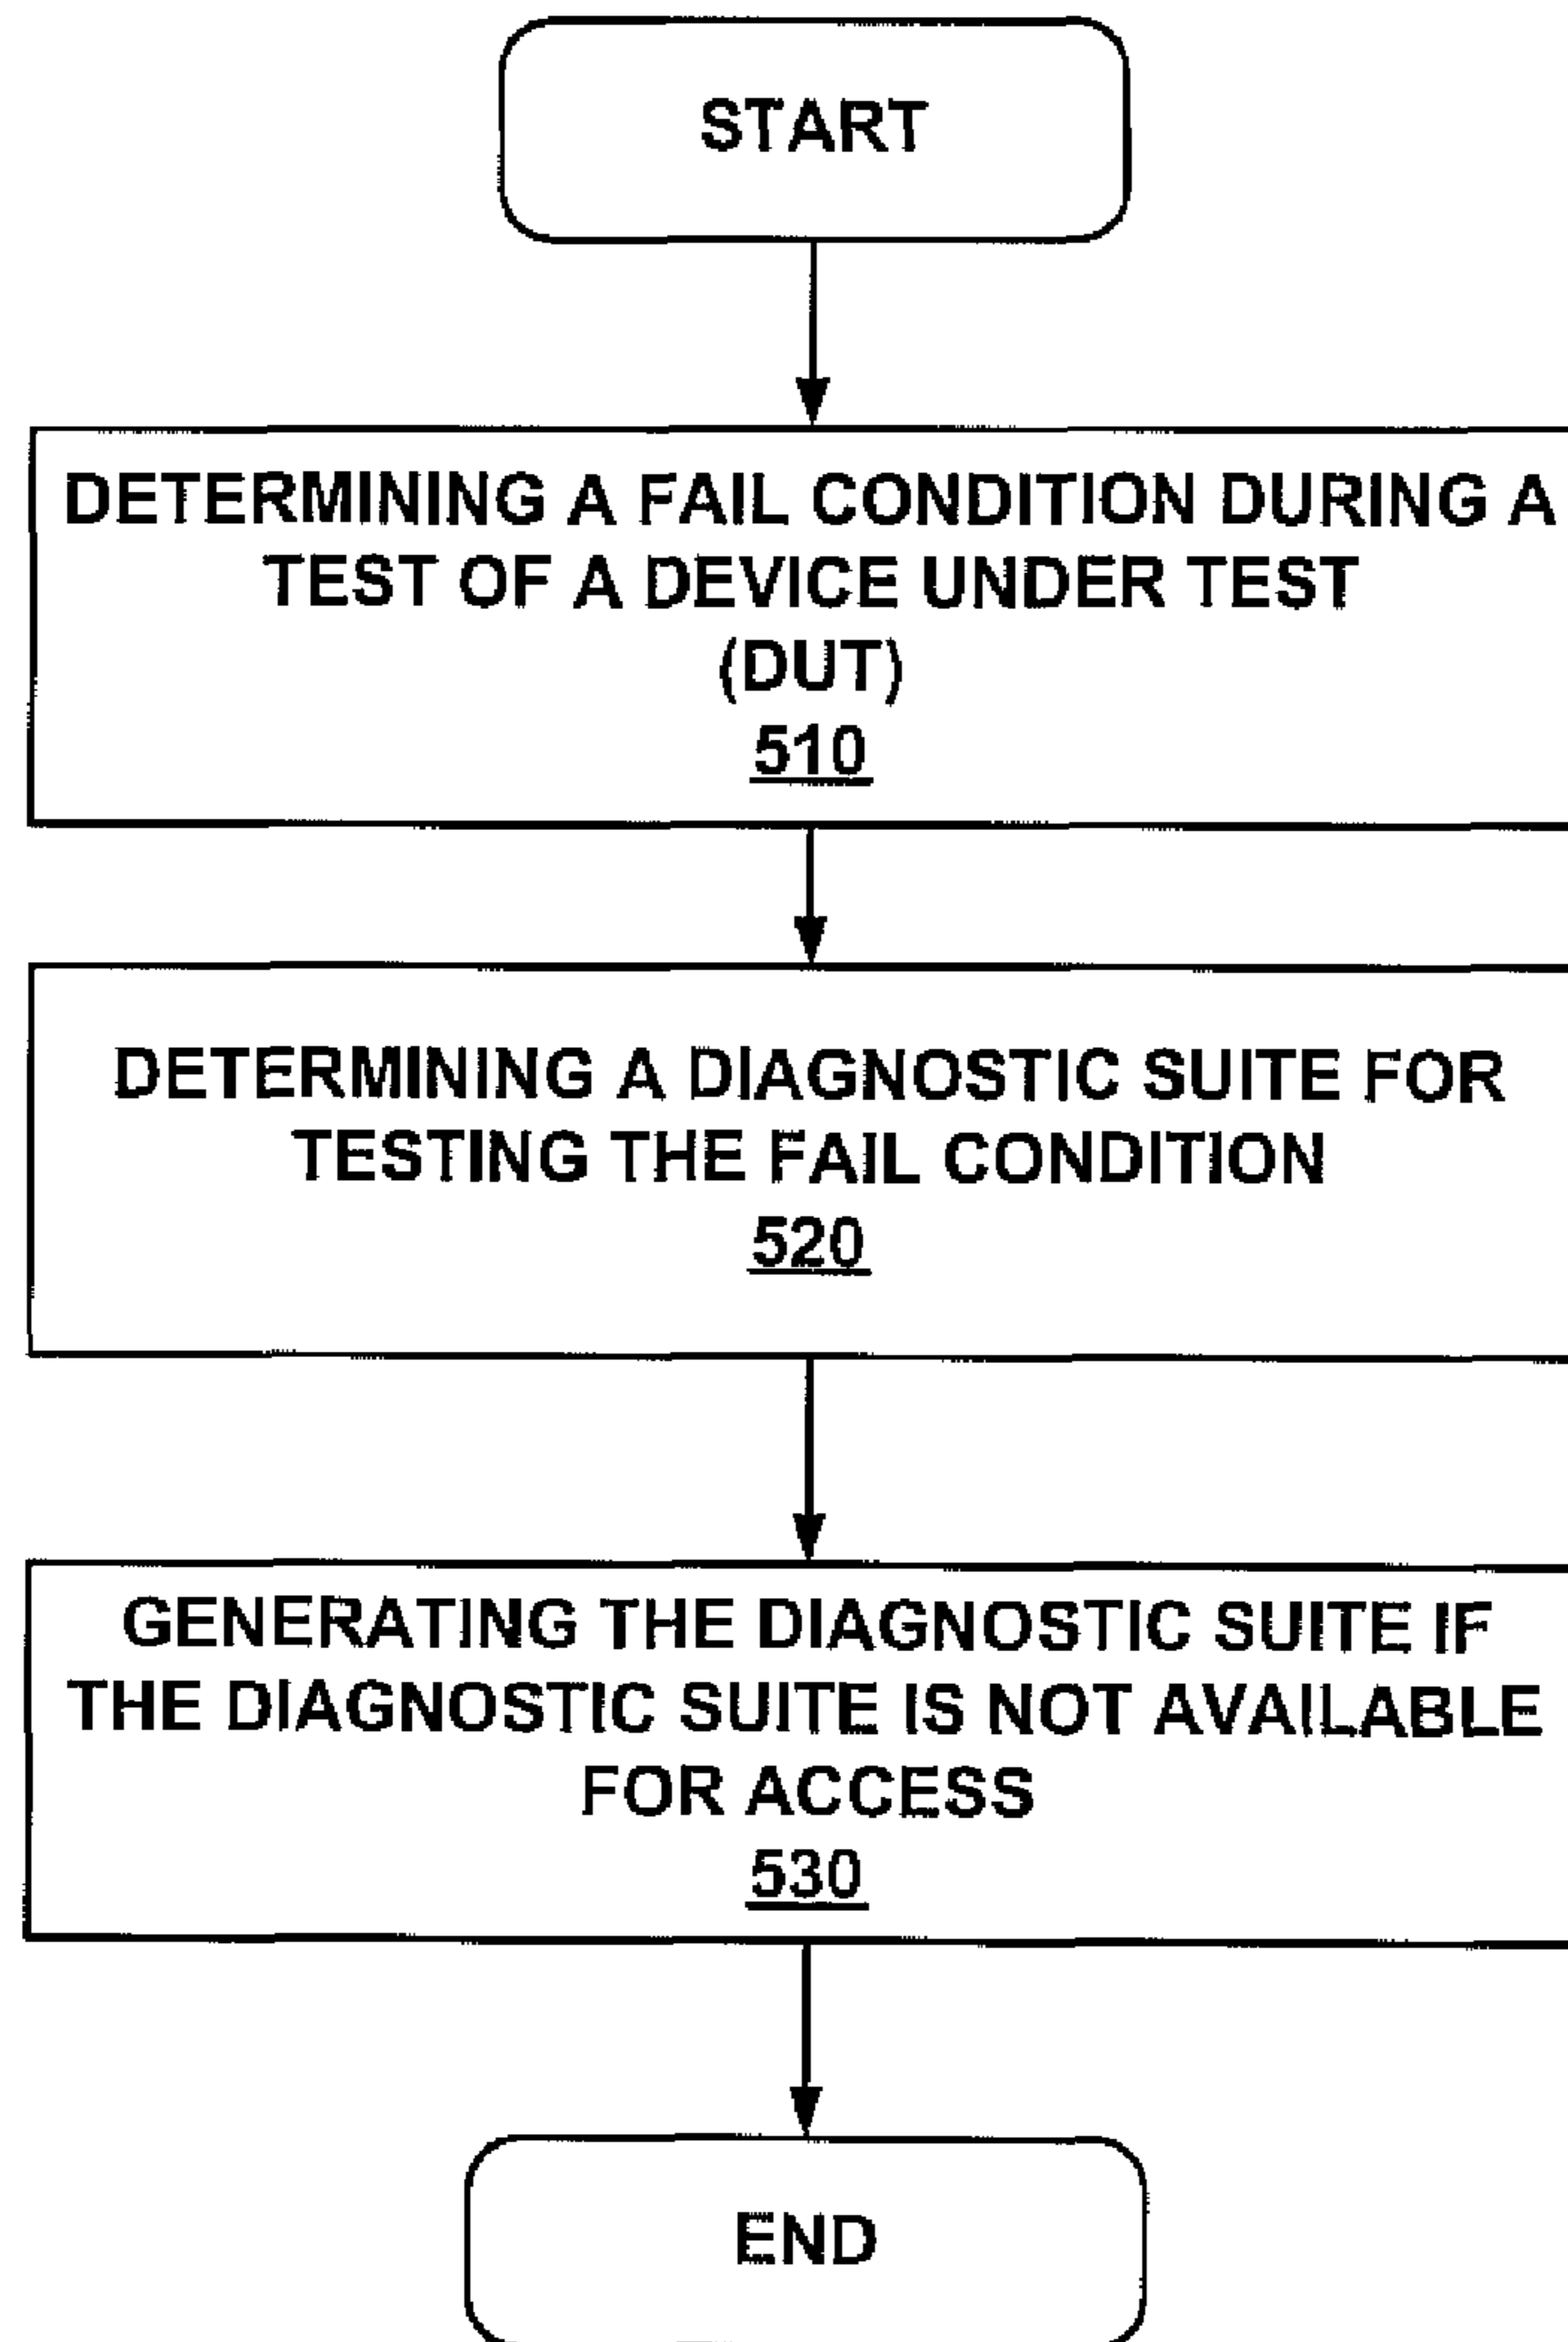 START
DETERMINING A FAIL CONDITION DURING A
TEST OF A DEVICE UNDER TEST
(DUT)
510
DETERMINING A DIAGNOSTIC SUITE FOR
TESTING THE FAIL CONDITION
520
GENERATING THE DIAGNOSTIC SUITE IF
THE DIAGNOSTIC SUITE IS NOT AVAILABLE
FOR ACCESS
530
END